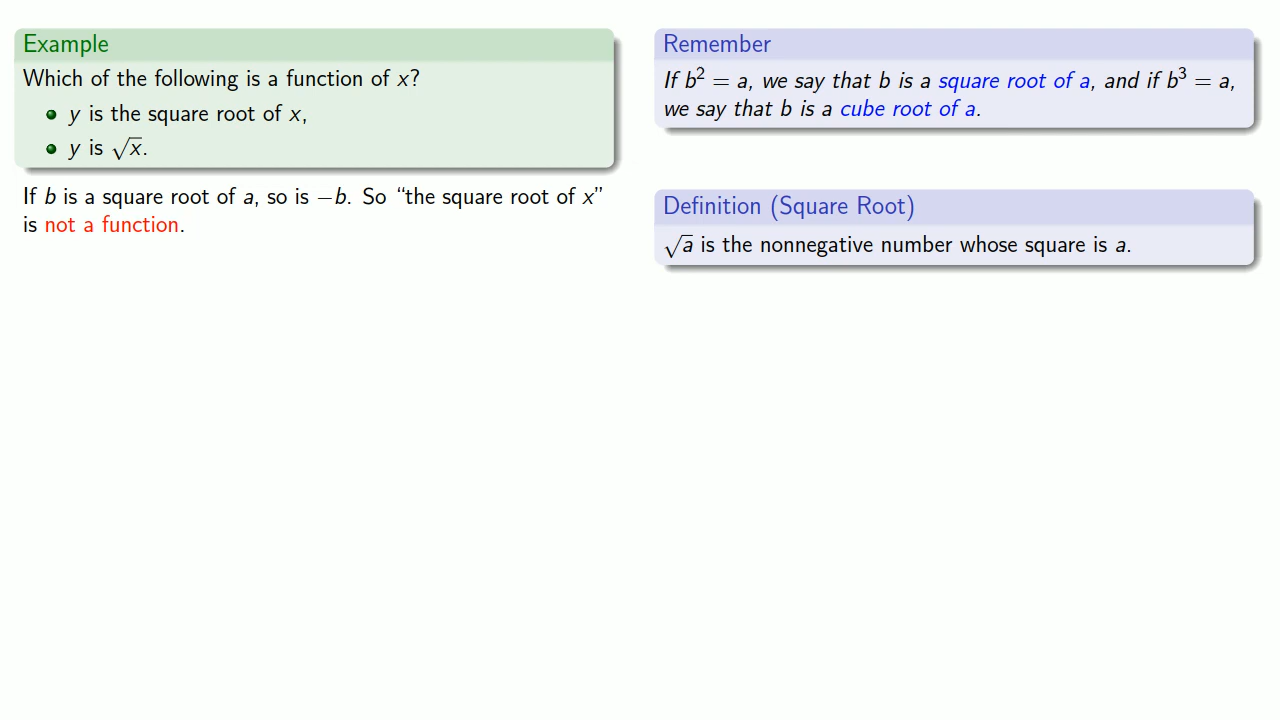 Example
Which of the following is a function of x?
y is the square root of x,
y is √x.
If b is a square root of a, so is −b. So “the square root of x”
is not a function.
Remember
If b² = a, we say that b is a square root of a, and if b³ = a,
we say that b is a cube root of a.
Definition (Square Root)
√a is the nonnegative number whose square is a.